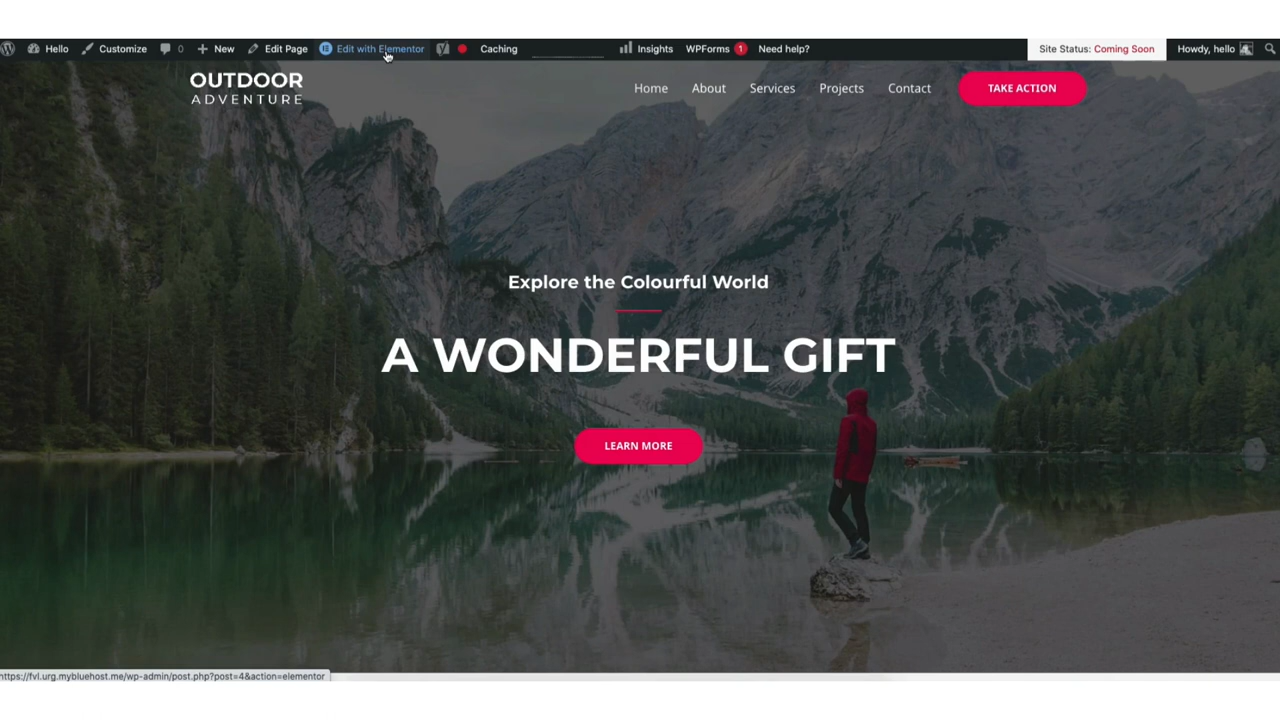 Hello Customize 0 New Edit Page Edit with Elementor Caching Insights WPForms 1 Need help? Site Status: Coming Soon Howdy, hello
OUTDOOR
ADVENTURE
Home About Services Projects Contact TAKE ACTION
Explore the Colourful World
A WONDERFUL GIFT
LEARN MORE
https://fvl.urg.mybluehost.me/wp-admin/post.php?post=4&action=elementor